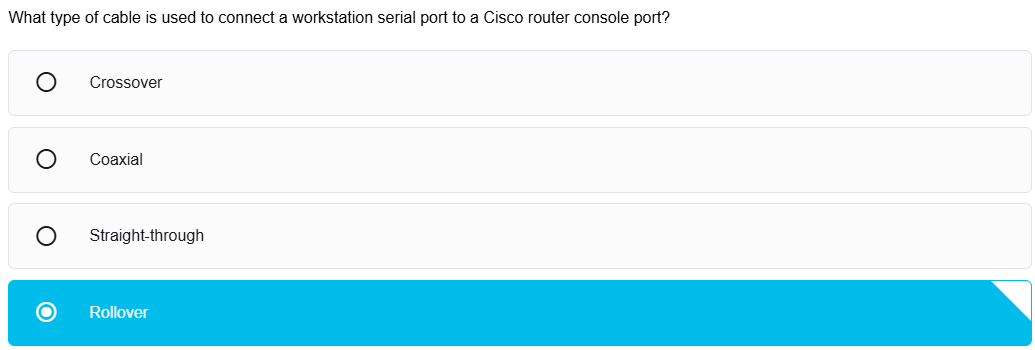 What type of cable is used to connect a workstation serial port to a Cisco router console port?
Crossover
Coaxial
Straight-through
Rollover